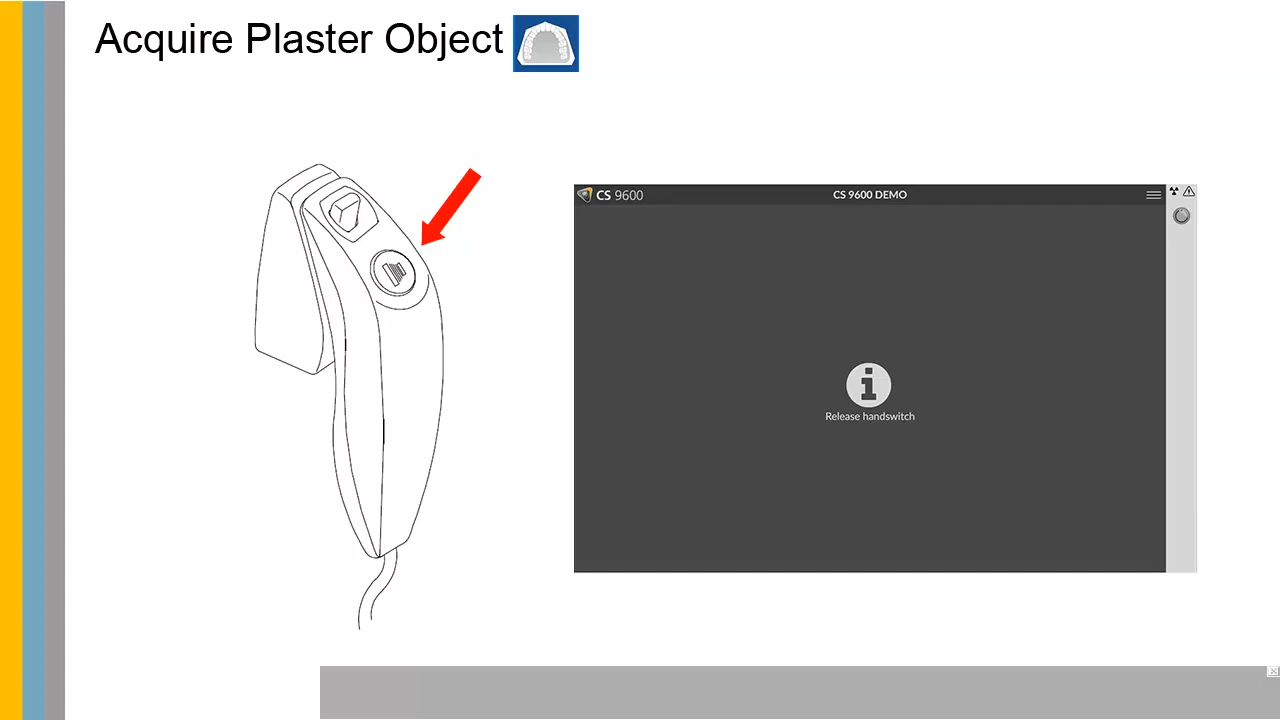 Acquire Plaster Object
CS 9600
CS 9600 DEMO
Release handswitch